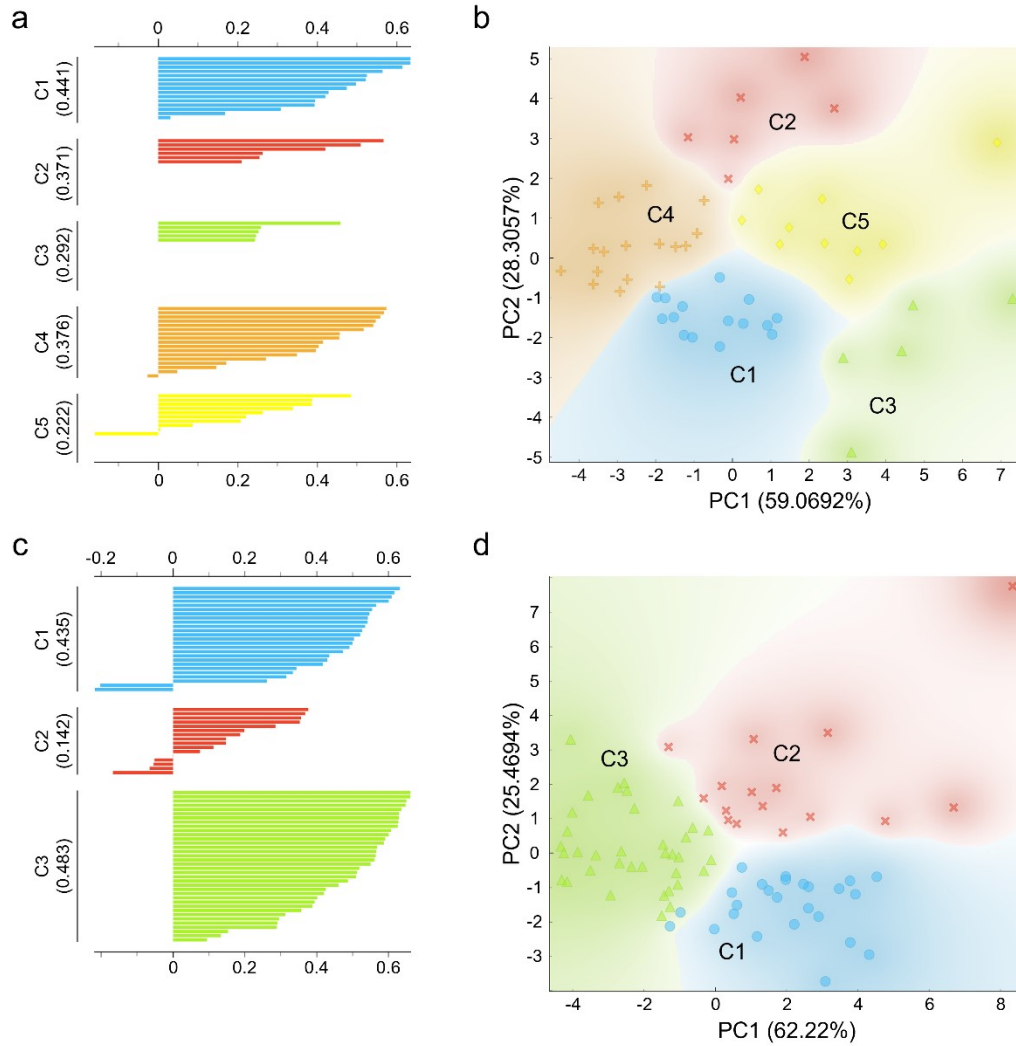 a
0 0.2 0.4 0.6
C1
(0.441)
C2
(0.371)
C3
(0.292)
C4
(0.376)
C5
(0.222)
0 0.2 0.4 0.6
b
5
4
3
2
1
0
-1
-2
-3
-4
-5
PC2 (28.3057%)
C2
C4
C5
C1
C3
-4 -3 -2 -1 0 1 2 3 4 5 6 7
PC1 (59.0692%)
c
-0.2 0 0.2 0.4 0.6
C1
(0.435)
C2
(0.142)
C3
(0.483)
0 0.2 0.4 0.6
d
7
6
5
4
3
2
1
0
-1
-2
-3
PC2 (25.4694%)
C3
C2
C1
-4 -2 0 2 4 6 8
PC1 (62.22%)